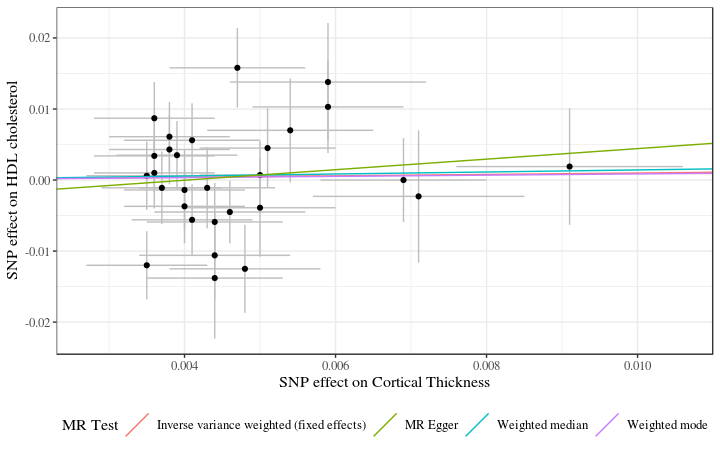 0.02
0.01
0.00
-0.01
-0.02
SNP effect on HDL cholesterol
0.004 0.006 0.008 0.010
SNP effect on Cortical Thickness
MR Test Inverse variance weighted (fixed effects) MR Egger Weighted median Weighted mode